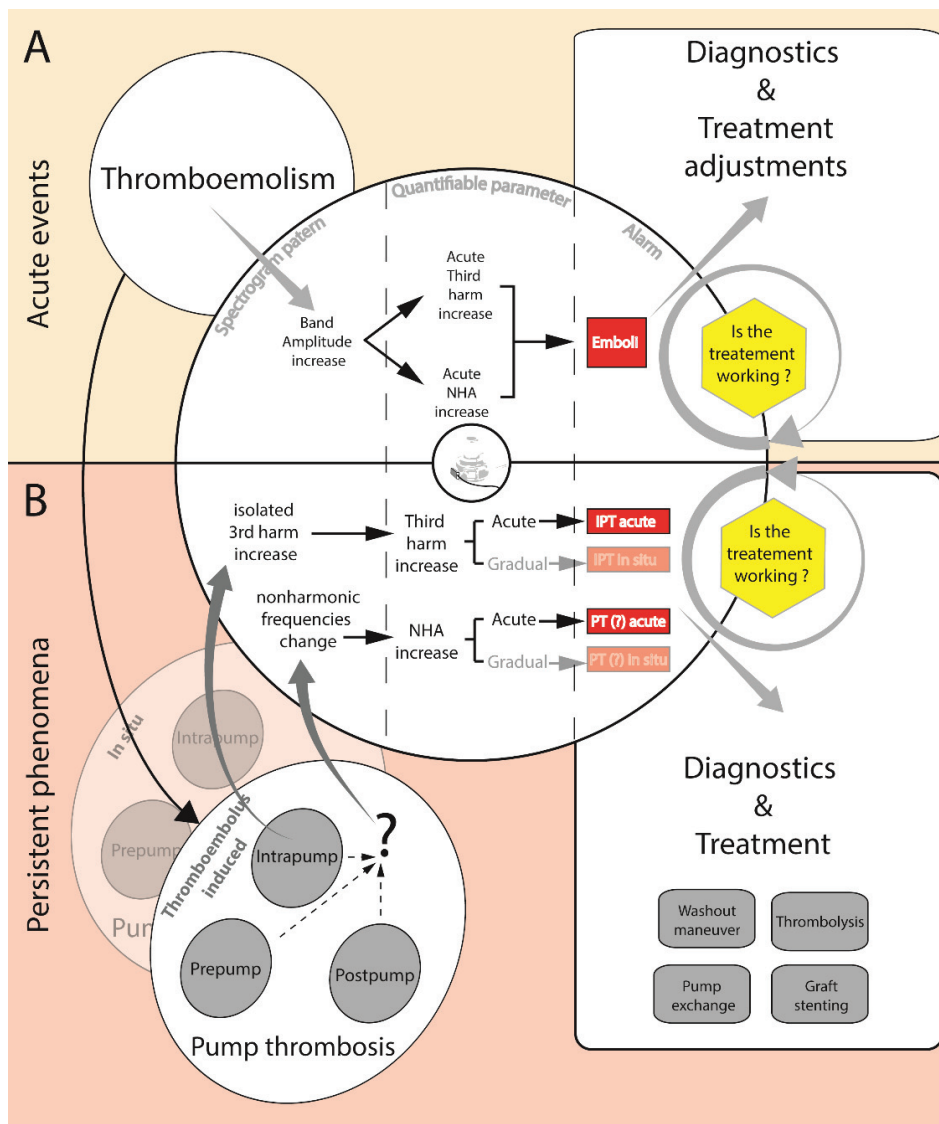 A
Acute events
Thromboemolism
Spectrogram patern
Quantifiable parameter
Alarm
Band
Amplitude
increase
Acute
Third
harm
increase
Acute
NHA
increase
Emboli
Diagnostics
&
Treatment
adjustments
Is the
treatement
working ?
B
Persistent phenomena
isolated
3rd harm
increase
Third
harm
increase
Acute
IPT acute
Gradual
IPT in situ
nonharmonic
frequencies
change
NHA
increase
Acute
PT (?) acute
Gradual
PT (?) in situ
Is the
treatement
working ?
In situ
Intrapump
Prepump
Thromboembolus
induced
Intrapump
?
Prepump
Postpump
Pump thrombosis
Diagnostics
&
Treatment
Washout
maneuver
Thrombolysis
Pump
exchange
Graft
stenting